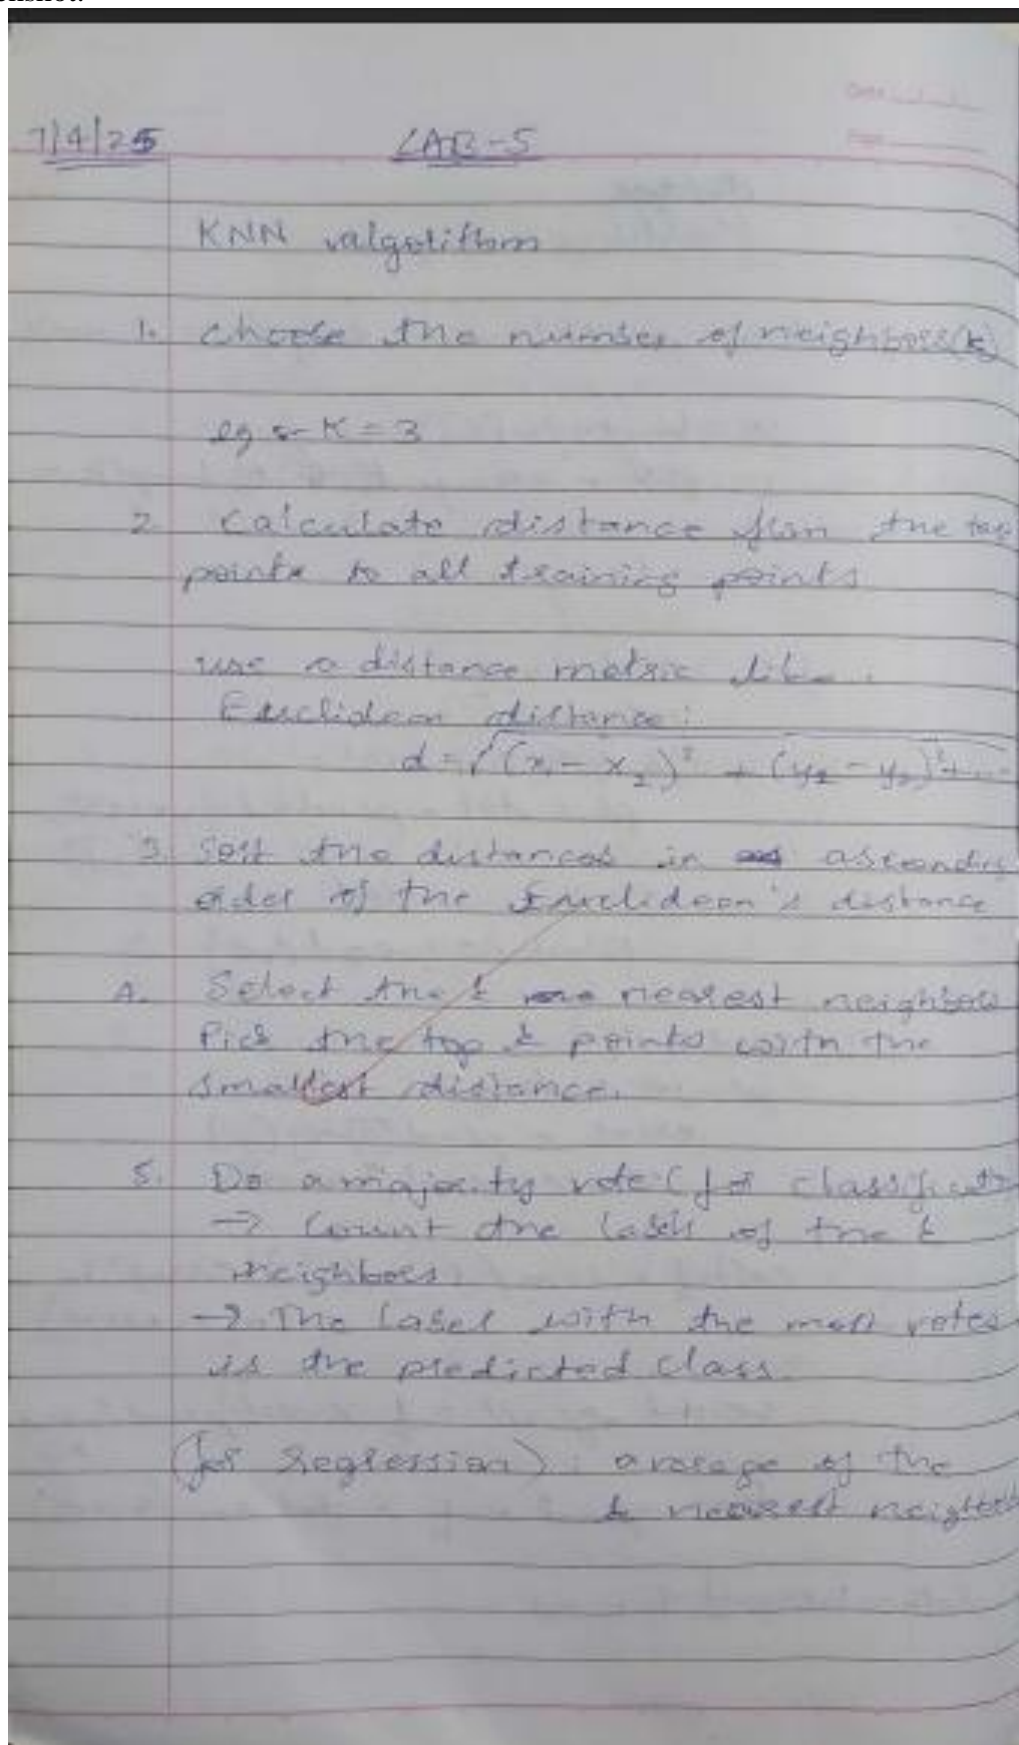 enshot.
Date
Page
7/4/25 LAB-5
KNN algorithm
1. Choose the number of neighbors(k)
eg :- K = 3
2. Calculate distance from the
points to all training points
use a distance metric like.
Euclidean distance:
d = √(x₁ - x₂)² + (y₂ - y₂)² + ...
3. Sort the distances in ascending
order of the Euclidean's distance
4. Select the k nearest neighbors
Pick the top k points with the
smallest distance.
5. Do a majority vote (for
→ Count the labels of the k
neighbors
→ The label with the most votes
is the predicted class.
(for Regression) : average of the
k nearest